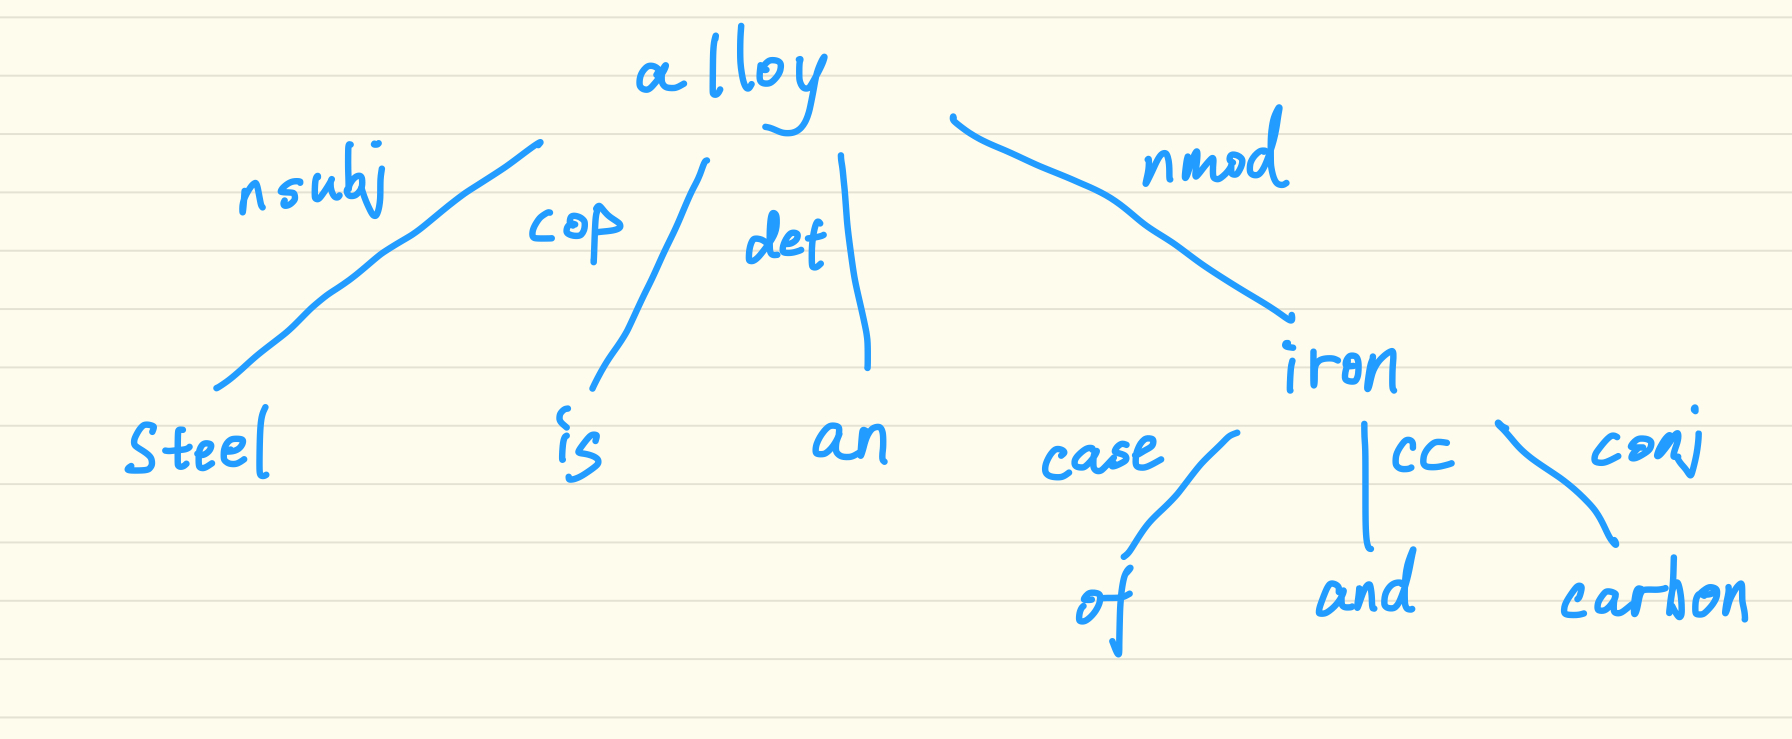 alloy
nsubj cop det nmod
iron
Steel is an case cc conj
of and carbon